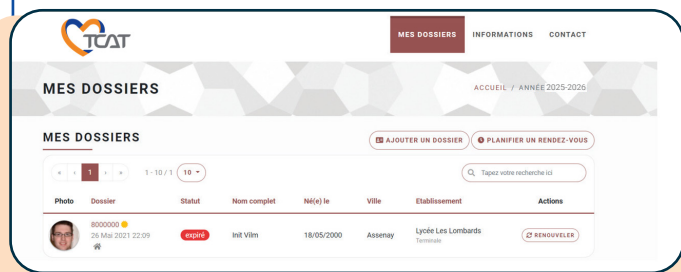 TCAT
MES DOSSIERS INFORMATIONS CONTACT
MES DOSSIERS
ACCUEIL / ANNÉE 2025-2026
MES DOSSIERS
AJOUTER UN DOSSIER
PLANIFIER UN RENDEZ-VOUS
« ‹ 1 › » 1 - 10 / 1 10
Tapez votre recherche ici
Photo Dossier Statut Nom complet Né(e) le Ville Etablissement Actions
8000000
26 Mai 2021 22:09
expiré
Init Vilm
18/05/2000
Assenay
Lycée Les Lombards
Terminale
RENOUVELER